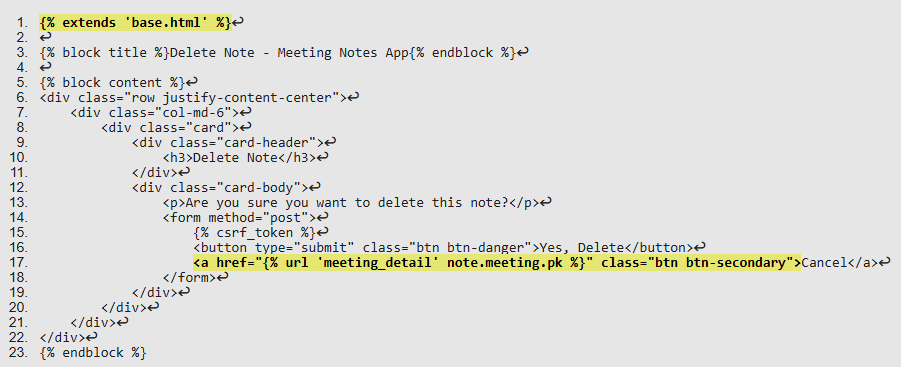 1. {% extends 'base.html' %}↩
2. ↩
3. {% block title %}Delete Note - Meeting Notes App{% endblock %}↩
4. ↩
5. {% block content %}↩
6. <div class="row justify-content-center">↩
7.     <div class="col-md-6">↩
8.         <div class="card">↩
9.             <div class="card-header">↩
10.                 <h3>Delete Note</h3>↩
11.             </div>↩
12.             <div class="card-body">↩
13.                 <p>Are you sure you want to delete this note?</p>↩
14.                 <form method="post">↩
15.                     {% csrf_token %}↩
16.                     <button type="submit" class="btn btn-danger">Yes, Delete</button>↩
17.                     <a href="{% url 'meeting_detail' note.meeting.pk %}" class="btn btn-secondary">Cancel</a>↩
18.                 </form>↩
19.             </div>↩
20.         </div>↩
21.     </div>↩
22. </div>↩
23. {% endblock %}